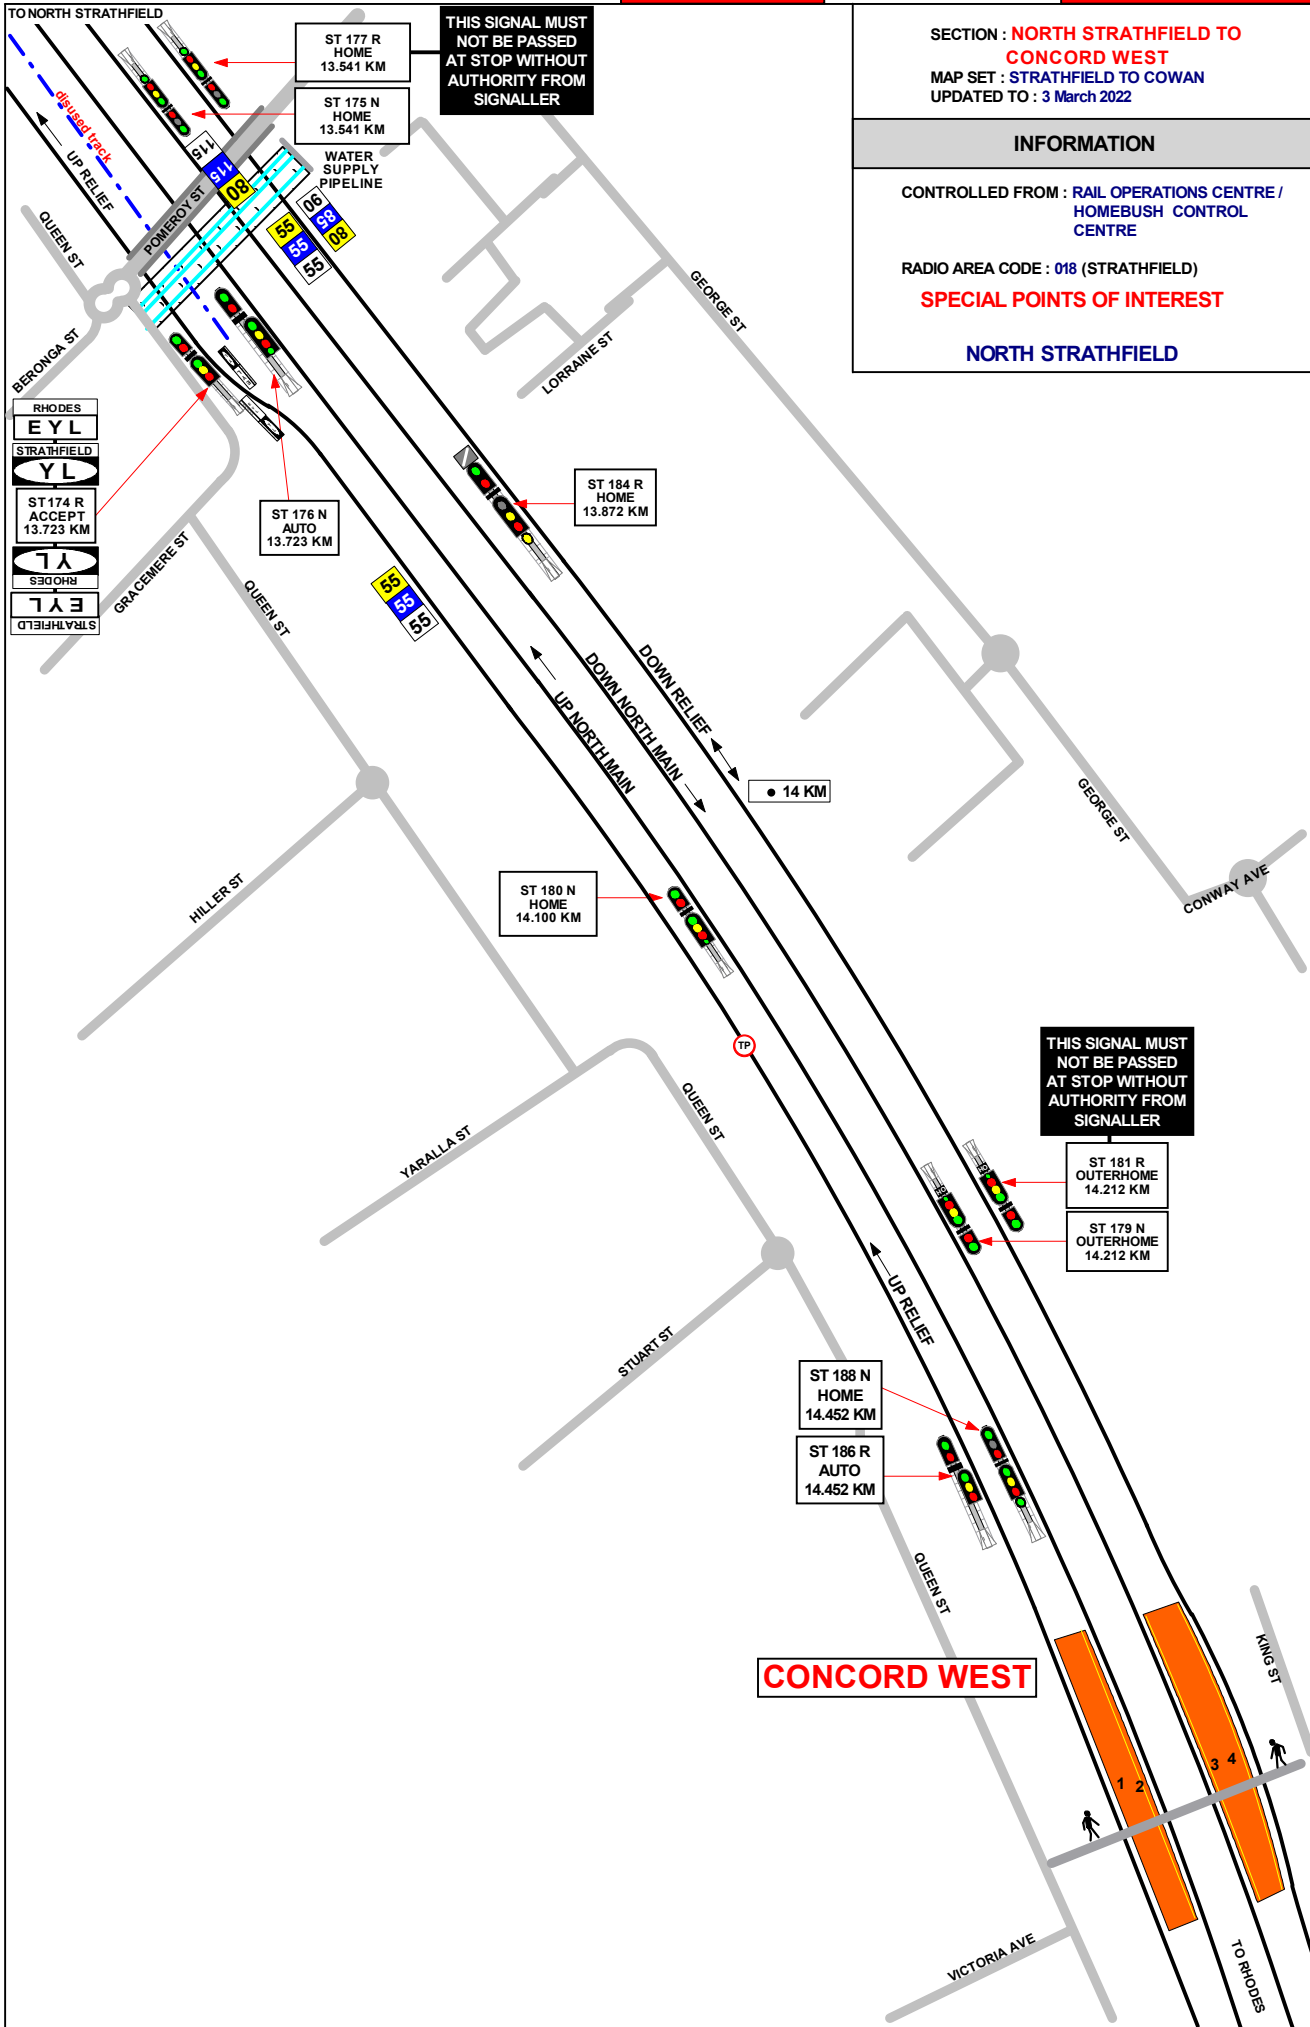 TO NORTH STRATHFIELD
ST 177 R
HOME
13.541 KM
THIS SIGNAL MUST
NOT BE PASSED
AT STOP WITHOUT
AUTHORITY FROM
SIGNALLER
SECTION : NORTH STRATHFIELD TO
CONCORD WEST
MAP SET : STRATHFIELD TO COWAN
UPDATED TO : 3 March 2022
INFORMATION
CONTROLLED FROM : RAIL OPERATIONS CENTRE /
HOMEBUSH CONTROL
CENTRE
RADIO AREA CODE : 018 (STRATHFIELD)
SPECIAL POINTS OF INTEREST
NORTH STRATHFIELD
ST 175 N
HOME
13.541 KM
disused track
UP RELIEF
115
115
80
WATER
SUPPLY
PIPELINE
POMEROY ST
QUEEN ST
90
85
80
55
55
55
BERONGA ST
GEORGE ST
LORRAINE ST
RHODES
EYL
STRATHFIELD
YL
ST 174 R
ACCEPT
13.723 KM
YL
RHODES
EYL
STRATHFIELD
ST 176 N
AUTO
13.723 KM
ST 184 R
HOME
13.872 KM
GRACEMERE ST
QUEEN ST
55
55
55
DOWN RELIEF
DOWN NORTH MAIN
UP NORTH MAIN
14 KM
GEORGE ST
CONWAY AVE
HILLER ST
ST 180 N
HOME
14.100 KM
TP
THIS SIGNAL MUST
NOT BE PASSED
AT STOP WITHOUT
AUTHORITY FROM
SIGNALLER
ST 181 R
OUTERHOME
14.212 KM
ST 179 N
OUTERHOME
14.212 KM
QUEEN ST
YARALLA ST
UP RELIEF
STUART ST
ST 188 N
HOME
14.452 KM
ST 186 R
AUTO
14.452 KM
QUEEN ST
KING ST
CONCORD WEST
1 2
3 4
VICTORIA AVE
TO RHODES